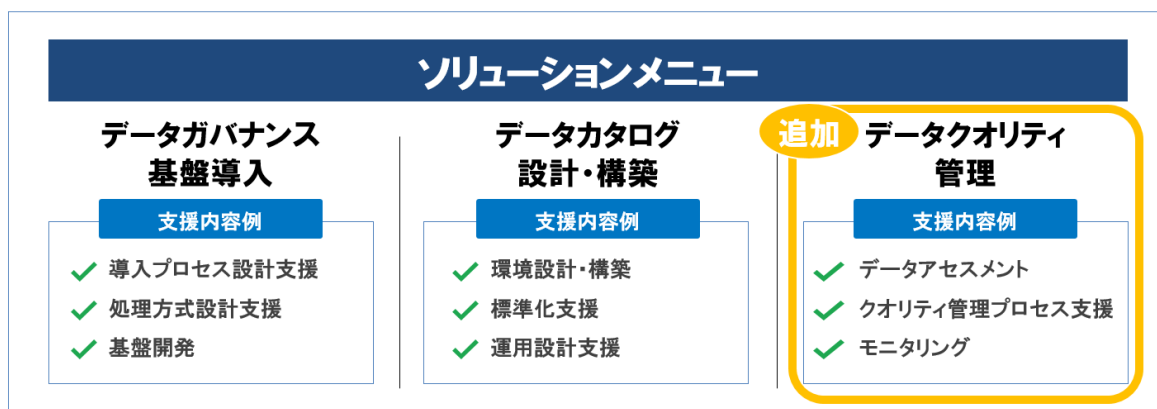 ソリューションメニュー
データガバナンス
基盤導入
支援内容例
導入プロセス設計支援
処理方式設計支援
基盤開発
データカタログ
設計・構築
支援内容例
環境設計・構築
標準化支援
運用設計支援
追加
データクオリティ
管理
支援内容例
データアセスメント
クオリティ管理プロセス支援
モニタリング